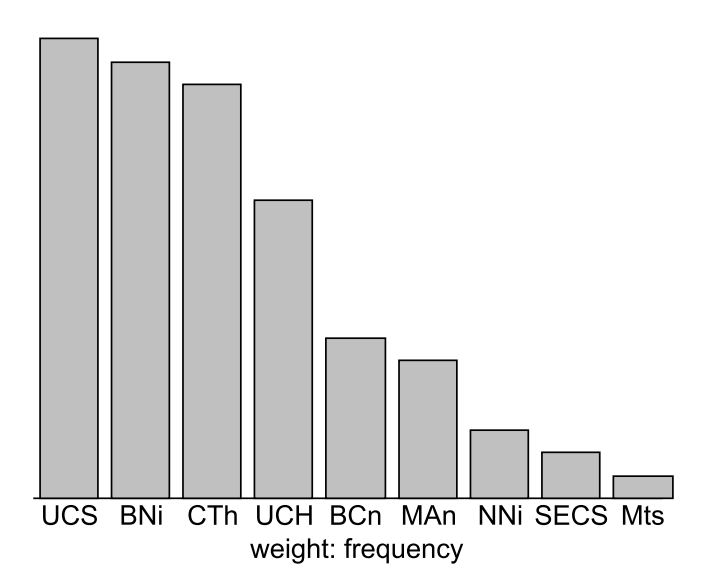 UCS BNi CTh UCH BCn MAn NNi SECS Mts
weight: frequency